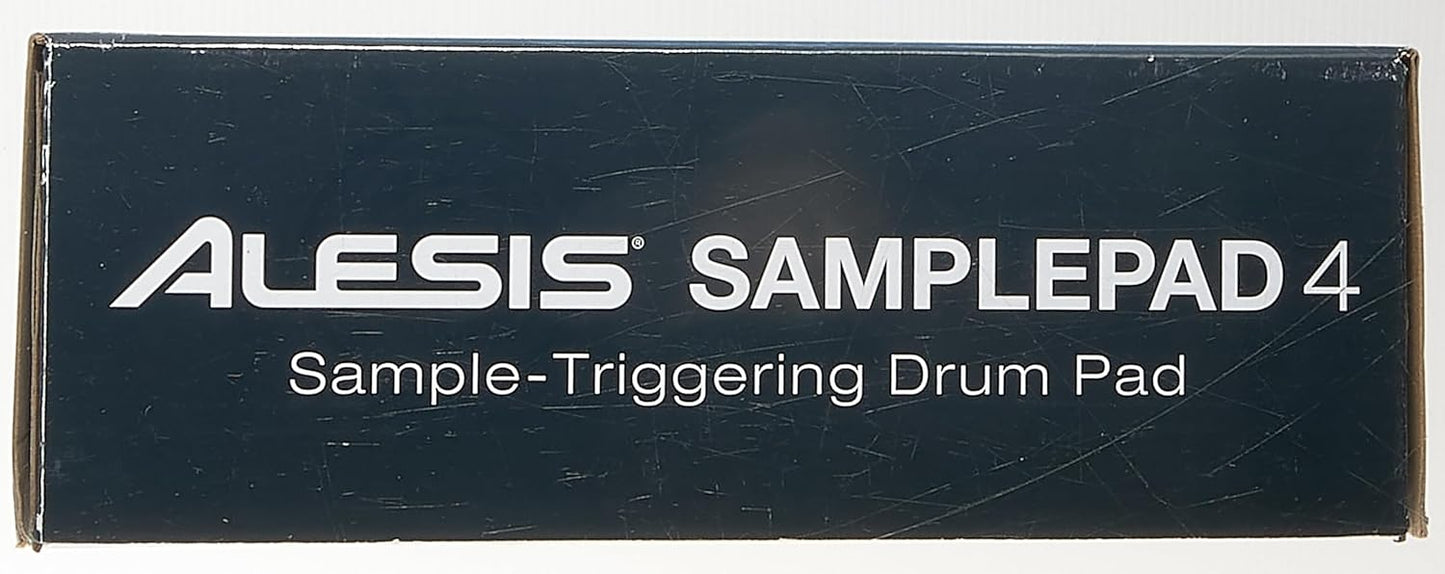 ALESIS® SAMPLEPAD 4
Sample-Triggering Drum Pad